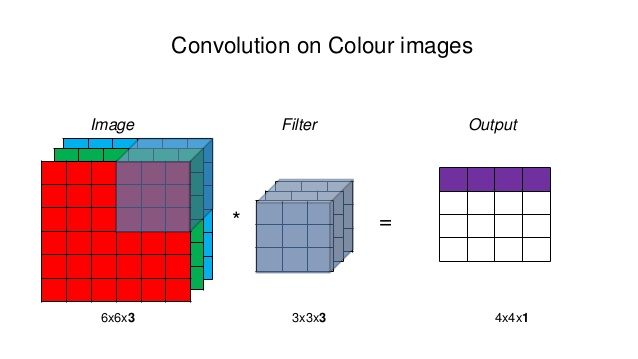 Convolution on Colour images
Image
Filter
Output
*
=
6x6x3
3x3x3
4x4x1